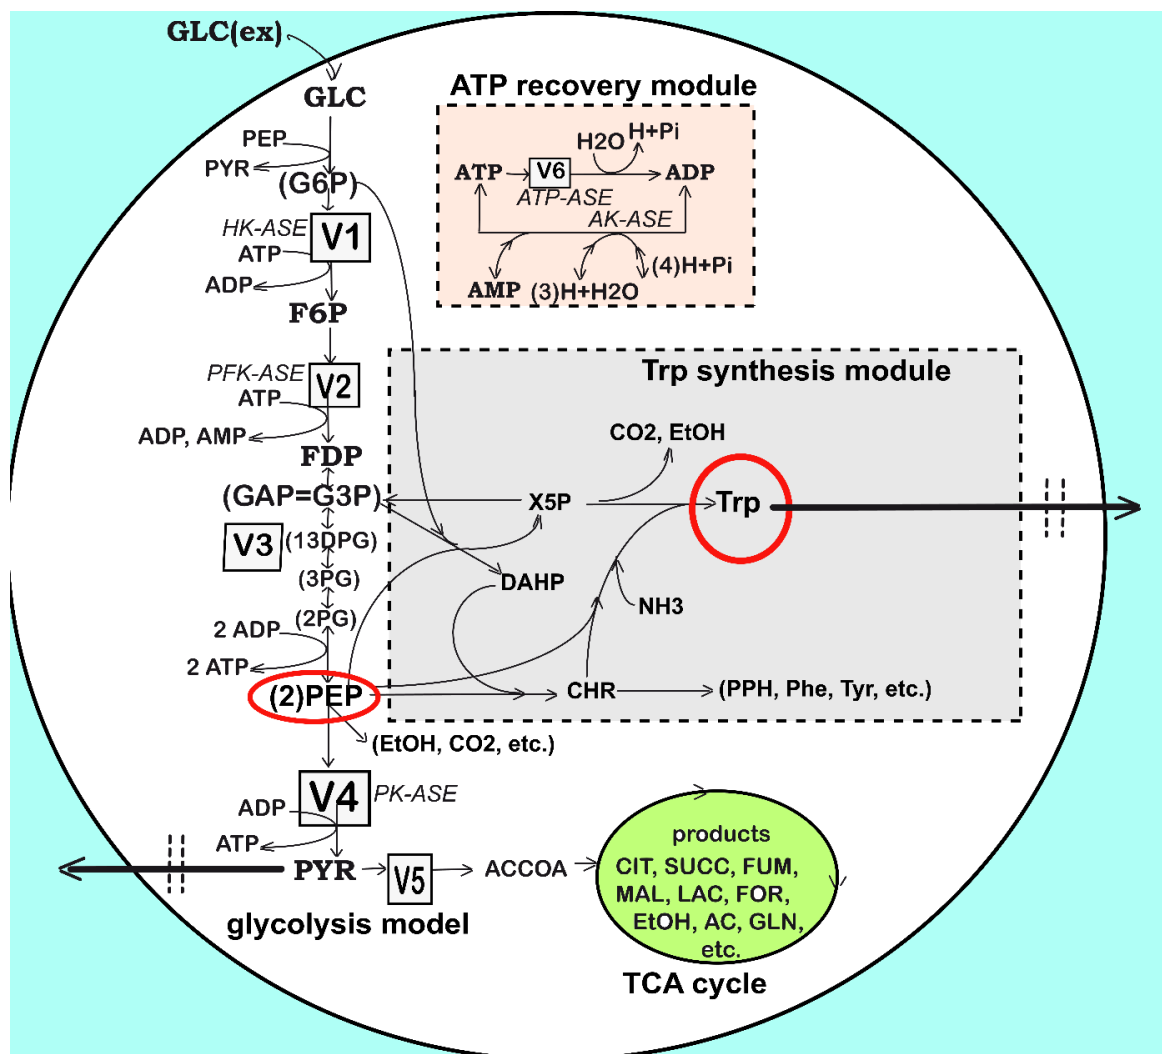 GLC(ex)
GLC
PEP
PYR
(G6P)
HK-ASE
V1
ATP
ADP
F6P
PFK-ASE
V2
ATP
ADP, AMP
FDP
(GAP=G3P)
V3
(13DPG)
(3PG)
(2PG)
2 ADP
2 ATP
(2)PEP
(EtOH, CO2, etc.)
V4
PK-ASE
ADP
ATP
PYR
V5
ACCOA
glycolysis model
ATP recovery module
H2O
H+Pi
ATP
V6
ADP
ATP-ASE
AK-ASE
(4)H+Pi
AMP
(3)H+H2O
Trp synthesis module
CO2, EtOH
X5P
Trp
DAHP
NH3
CHR
(PPH, Phe, Tyr, etc.)
products
CIT, SUCC, FUM,
MAL, LAC, FOR,
EtOH, AC, GLN,
etc.
TCA cycle